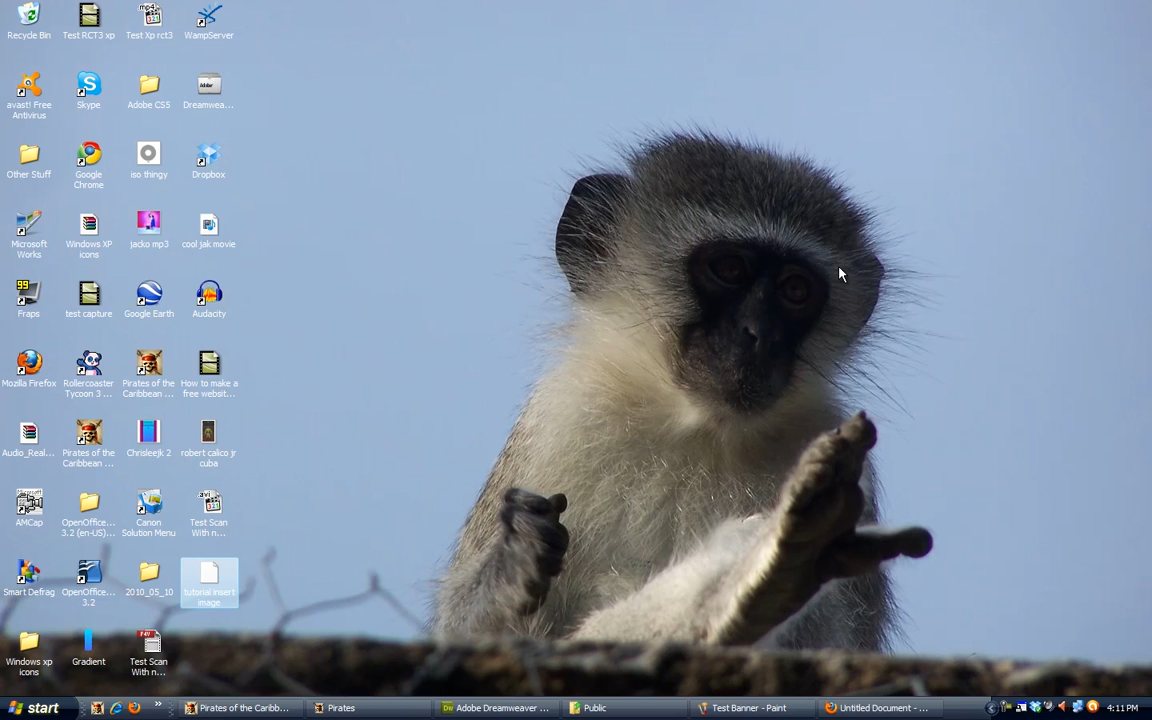 Recycle Bin
Test RCT3 xp
Test Xp rct3
WampServer
avast! Free
Antivirus
Skype
Adobe CS5
Dreamwea...
Other Stuff
Google
Chrome
iso thingy
Dropbox
Microsoft
Works
Windows XP
icons
jacko mp3
cool jak movie
Fraps
test capture
Google Earth
Audacity
Mozilla Firefox
Rollercoaster
Tycoon 3 ...
Pirates of the
Caribbean ...
How to make a
free websit...
Audio_Real...
Pirates of the
Caribbean ...
Chrisleejk 2
robert calico jr
cuba
AMCap
OpenOffice...
3.2 (en-US)...
Canon
Solution Menu
Test Scan
With n...
Smart Defrag
OpenOffice...
3.2
2010_05_10
tutorial insert
image
Windows xp
icons
Gradient
Test Scan
With n...
start
Pirates of the Caribb...
Pirates
Adobe Dreamweaver ...
Public
Test Banner - Paint
Untitled Document - ...
4:11 PM